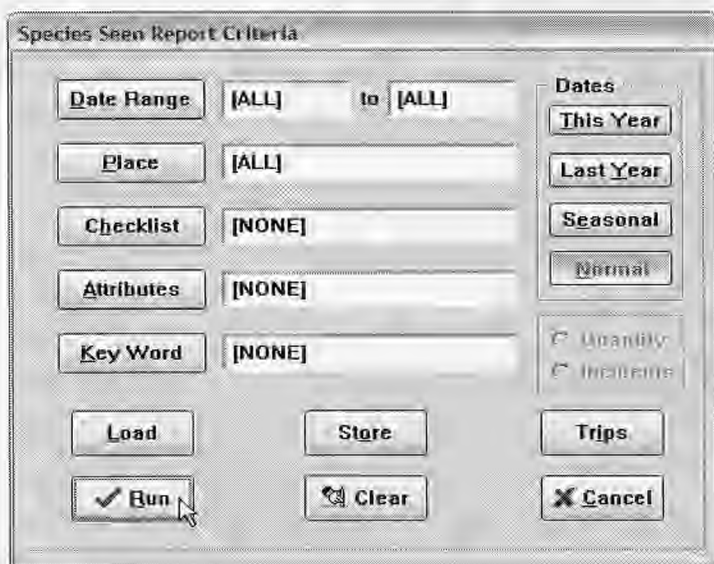 Species Seen Report Criteria
Date Range [ALL] to [ALL]
Place [ALL]
Checklist [NONE]
Attributes [NONE]
Key Word [NONE]
Dates
This Year
Last Year
Seasonal
Normal
Quantity
Load Store Trips
Run Clear Cancel